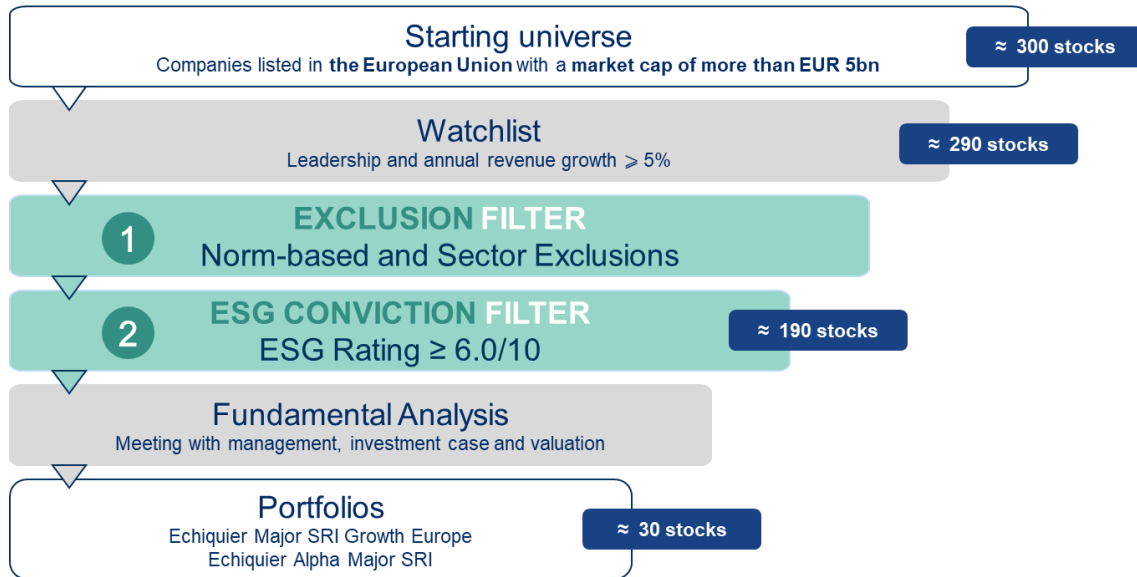 Starting universe
Companies listed in the European Union with a market cap of more than EUR 5bn
≈ 300 stocks
Watchlist
Leadership and annual revenue growth ⩾ 5%
≈ 290 stocks
1
EXCLUSION FILTER
Norm-based and Sector Exclusions
2
ESG CONVICTION FILTER
ESG Rating ≥ 6.0/10
≈ 190 stocks
Fundamental Analysis
Meeting with management, investment case and valuation
Portfolios
Echiquier Major SRI Growth Europe
Echiquier Alpha Major SRI
≈ 30 stocks